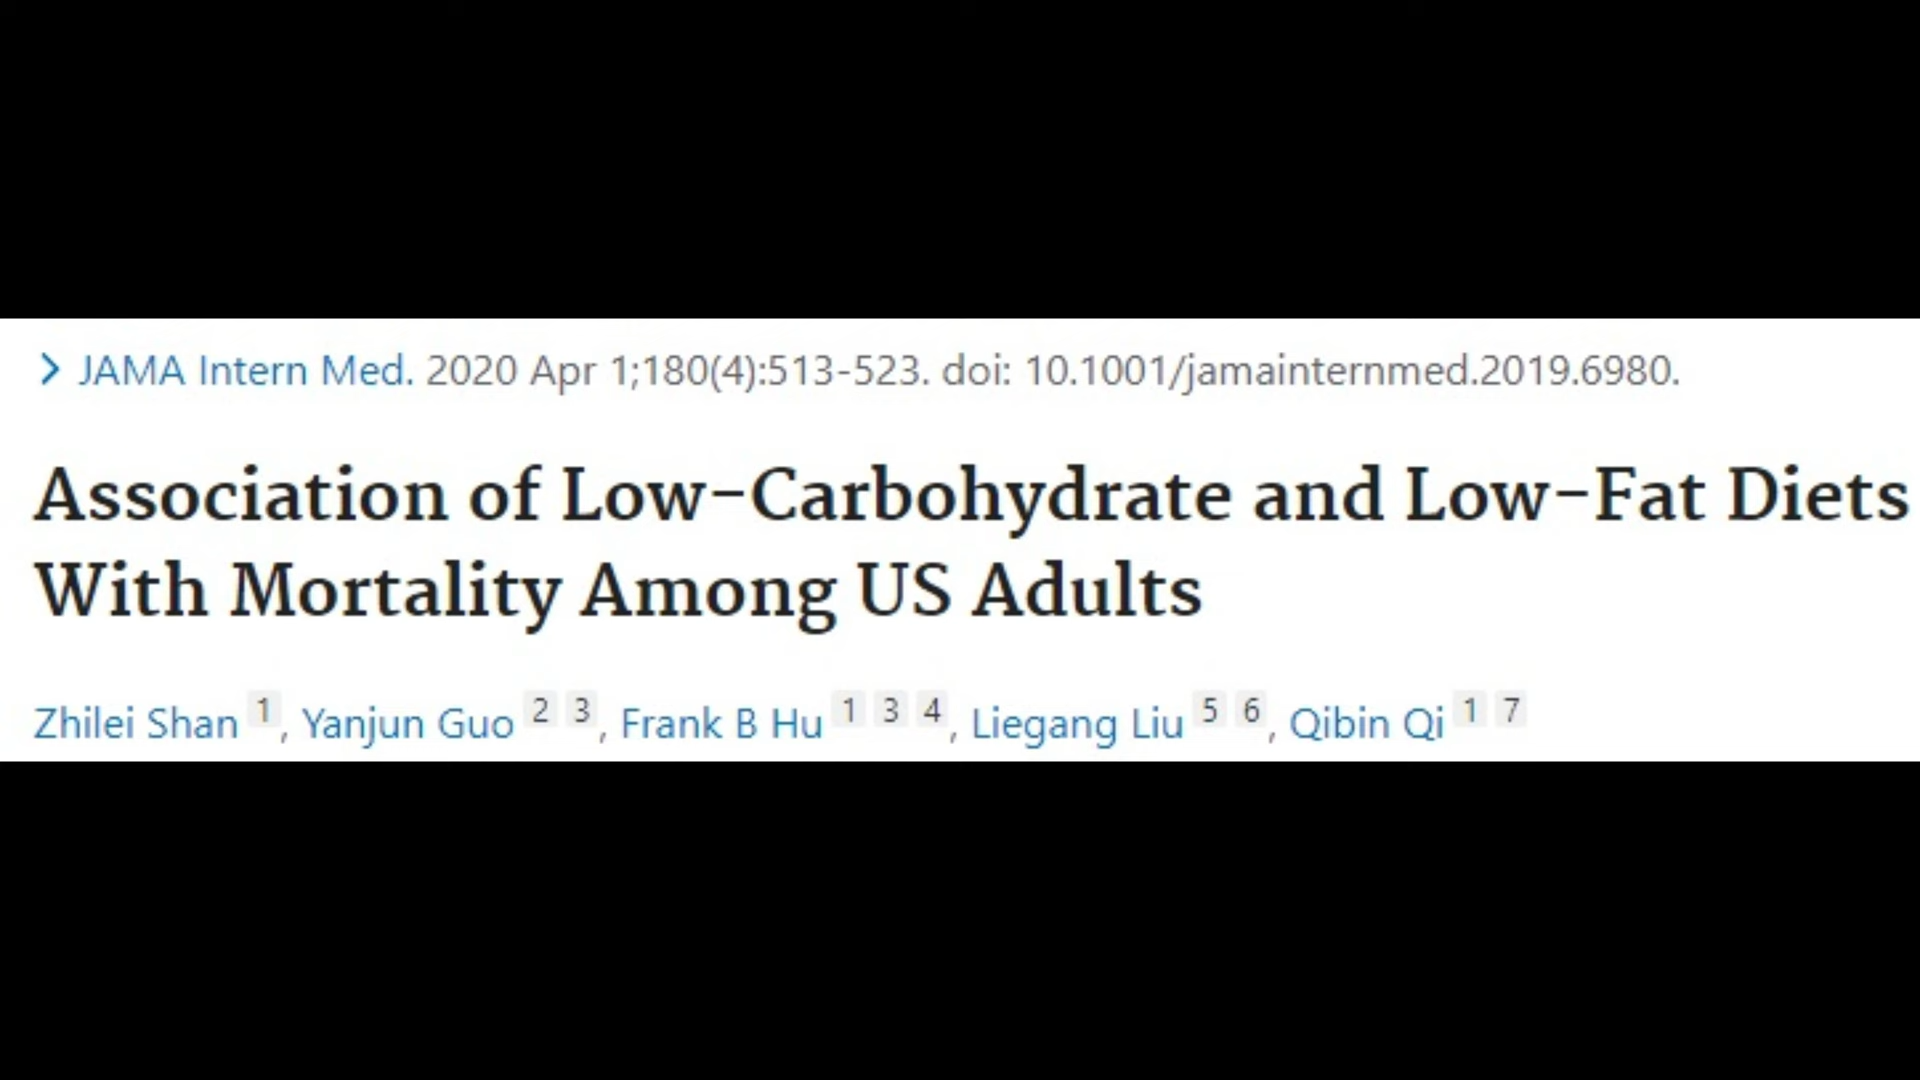 > JAMA Intern Med. 2020 Apr 1;180(4):513-523. doi: 10.1001/jamainternmed.2019.6980.
Association of Low-Carbohydrate and Low-Fat Diets
With Mortality Among US Adults
Zhilei Shan 1, Yanjun Guo 2 3, Frank B Hu 1 3 4, Liegang Liu 5 6, Qibin Qi 1 7